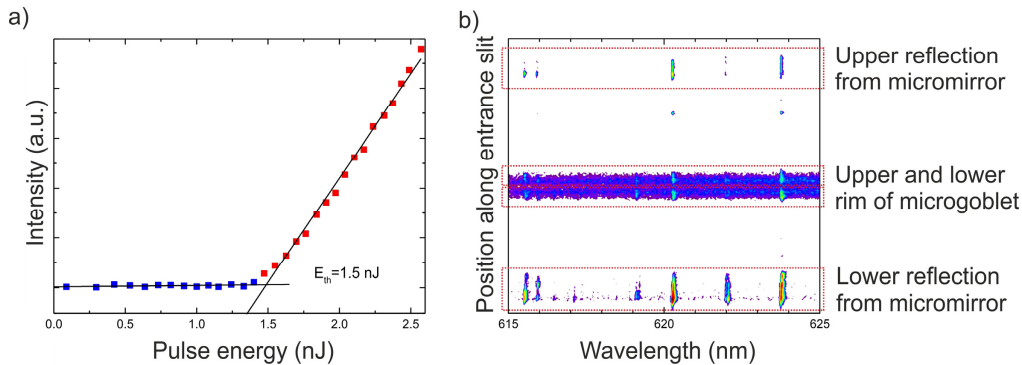 a)
Intensity (a.u.)
E_th=1.5 nJ
0.0 0.5 1.0 1.5 2.0 2.5
Pulse energy (nJ)
b)
Position along entrance slit
Upper reflection
from micromirror
Upper and lower
rim of microgoblet
Lower reflection
from micromirror
615 620 625
Wavelength (nm)